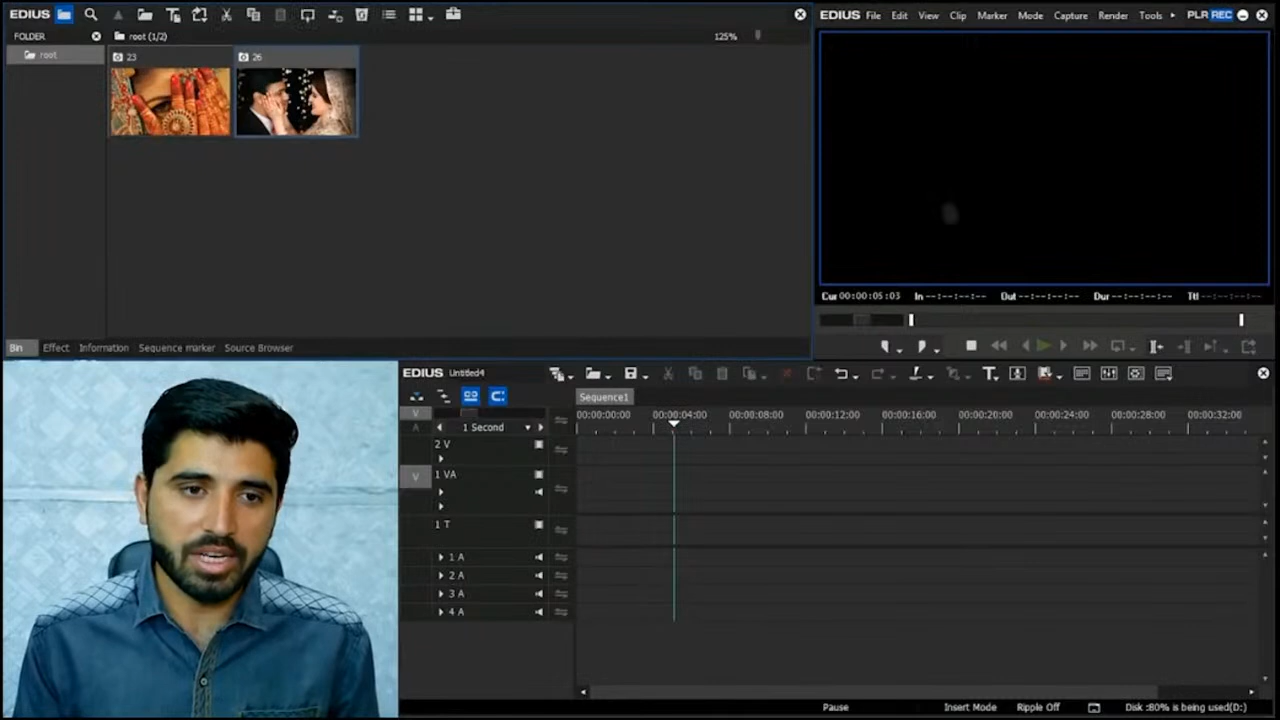 EDIUS
FOLDER
root (1/2)
125%
root
23
26
Bin Effect Information Sequence marker Source Browser
EDIUS File Edit View Clip Marker Mode Capture Render Tools PLR REC
Cur 00:00:05:03 In --:--:--:-- Out --:--:--:-- Dur --:--:--:-- Ttl --:--:--:--
EDIUS Untitled4
Sequence1
V
A
1 Second
00:00:00:00 00:00:04:00 00:00:08:00 00:00:12:00 00:00:16:00 00:00:20:00 00:00:24:00 00:00:28:00 00:00:32:00
2 V
V
1 VA
1 T
1 A
2 A
3 A
4 A
Pause Insert Mode Ripple Off Disk :80% is being used(D:)